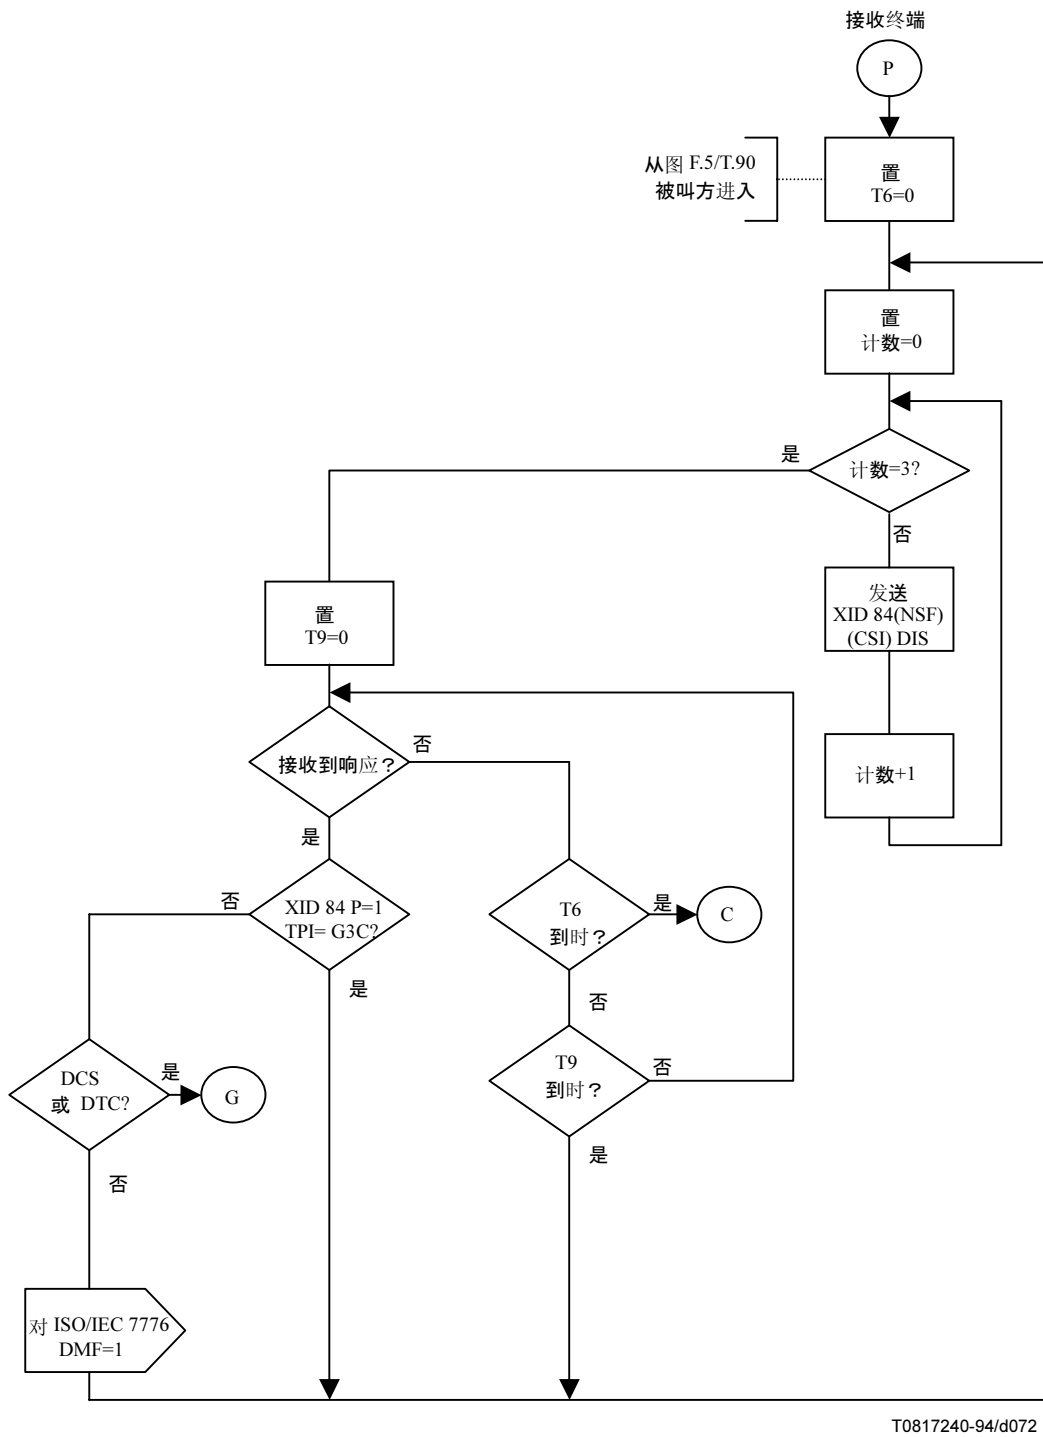 接收终端
P
从图 F.5/T.90
被叫方进入
置
T6=0
置
计数=0
是
计数=3?
否
发送
XID 84(NSF)
(CSI) DIS
计数+1
置
T9=0
接收到响应？
否
是
否
XID 84 P=1
TPI= G3C?
是
T6
到时？
是
C
否
T9
到时？
否
是
DCS
或 DTC?
是
G
否
对 ISO/IEC 7776
DMF=1
T0817240-94/d072